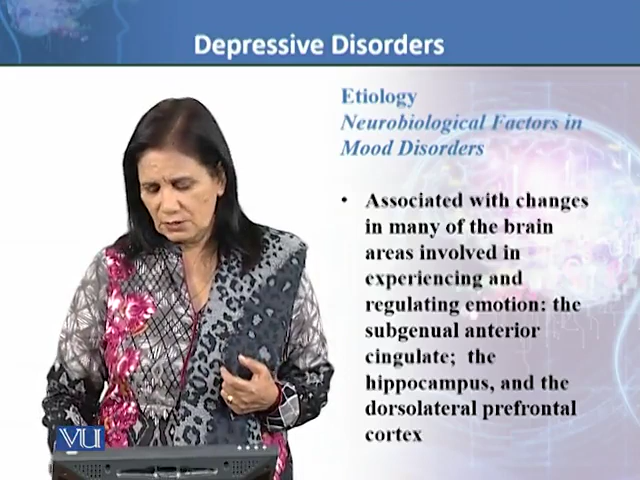 Depressive Disorders
Etiology
Neurobiological Factors in
Mood Disorders
• Associated with changes
in many of the brain
areas involved in
experiencing and
regulating emotion: the
subgenual anterior
cingulate; the
hippocampus, and the
dorsolateral prefrontal
cortex
VU